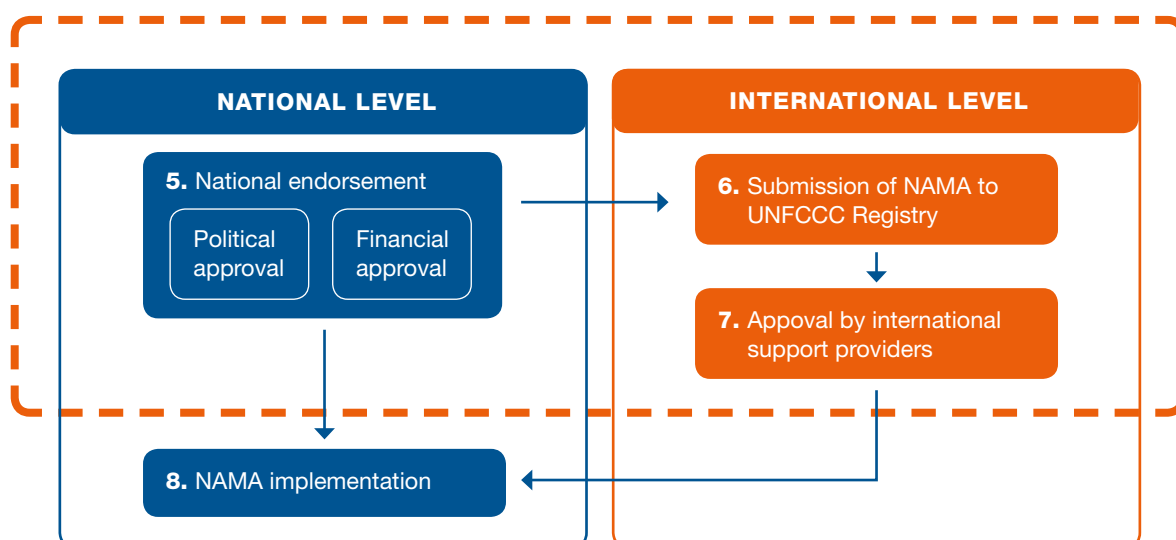 NATIONAL LEVEL
5. National endorsement
Political
approval
Financial
approval
8. NAMA implementation
INTERNATIONAL LEVEL
6. Submission of NAMA to
UNFCCC Registry
7. Appoval by international
support providers